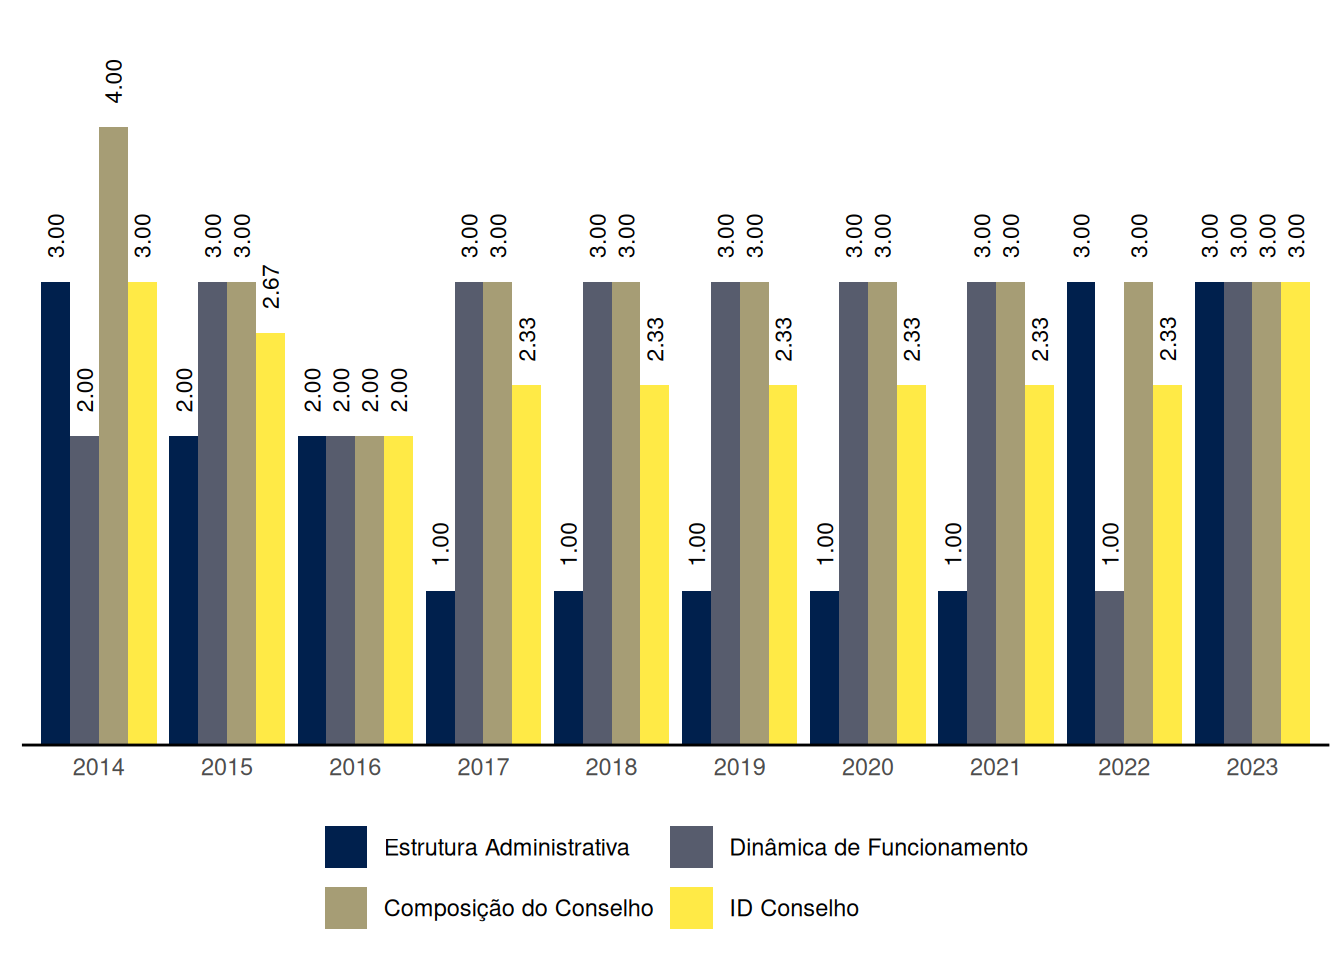 4.00
3.00 3.00 3.00 3.00 3.00 3.00 3.00 3.00 3.00 3.00 3.00 3.00 3.00 3.00 3.00 3.00 3.00 3.00 3.00 3.00
2.67
2.33 2.33 2.33 2.33 2.33 2.33
2.00 2.00 2.00 2.00 2.00 2.00
1.00 1.00 1.00 1.00 1.00 1.00
2014 2015 2016 2017 2018 2019 2020 2021 2022 2023
Estrutura Administrativa Dinâmica de Funcionamento
Composição do Conselho ID Conselho